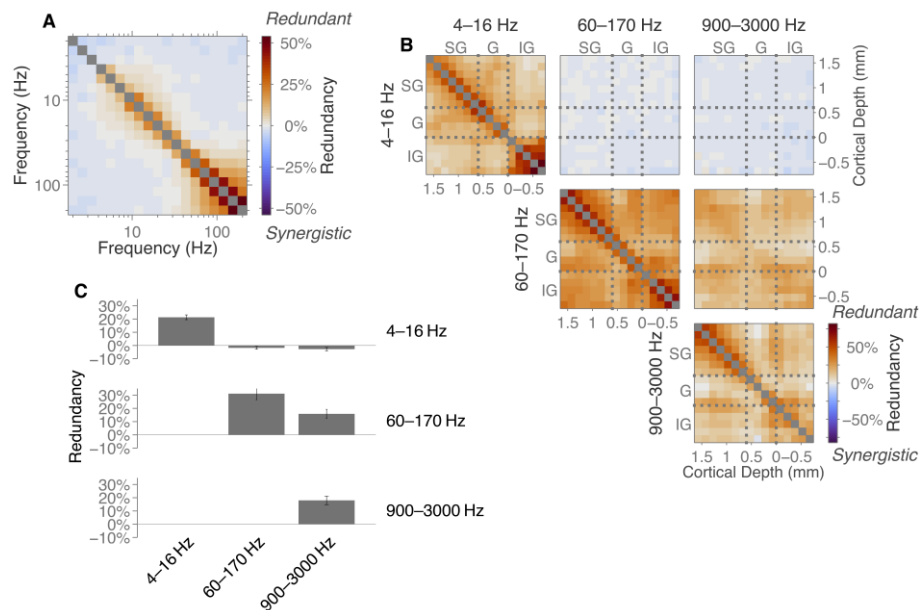 A
Redundant
50%
25%
0%
−25%
−50%
Redundancy
Synergistic
Frequency (Hz)
10
100
10
100
Frequency (Hz)
B
4–16 Hz
60–170 Hz
900–3000 Hz
SG G IG
SG G IG
SG G IG
4–16 Hz
SG
G
IG
1.5 1 0.5 0 −0.5
1.5
1
0.5
0
−0.5
Cortical Depth (mm)
60–170 Hz
SG
G
IG
1.5 1 0.5 0 −0.5
1.5
1
0.5
0
−0.5
900–3000 Hz
SG
G
IG
1.5 1 0.5 0 −0.5
Cortical Depth (mm)
Redundant
50%
0%
−50%
Redundancy
Synergistic
C
Redundancy
30%
20%
10%
0%
−10%
4–16 Hz
30%
20%
10%
0%
60–170 Hz
30%
20%
10%
0%
−10%
900–3000 Hz
4–16 Hz
60–170 Hz
900–3000 Hz